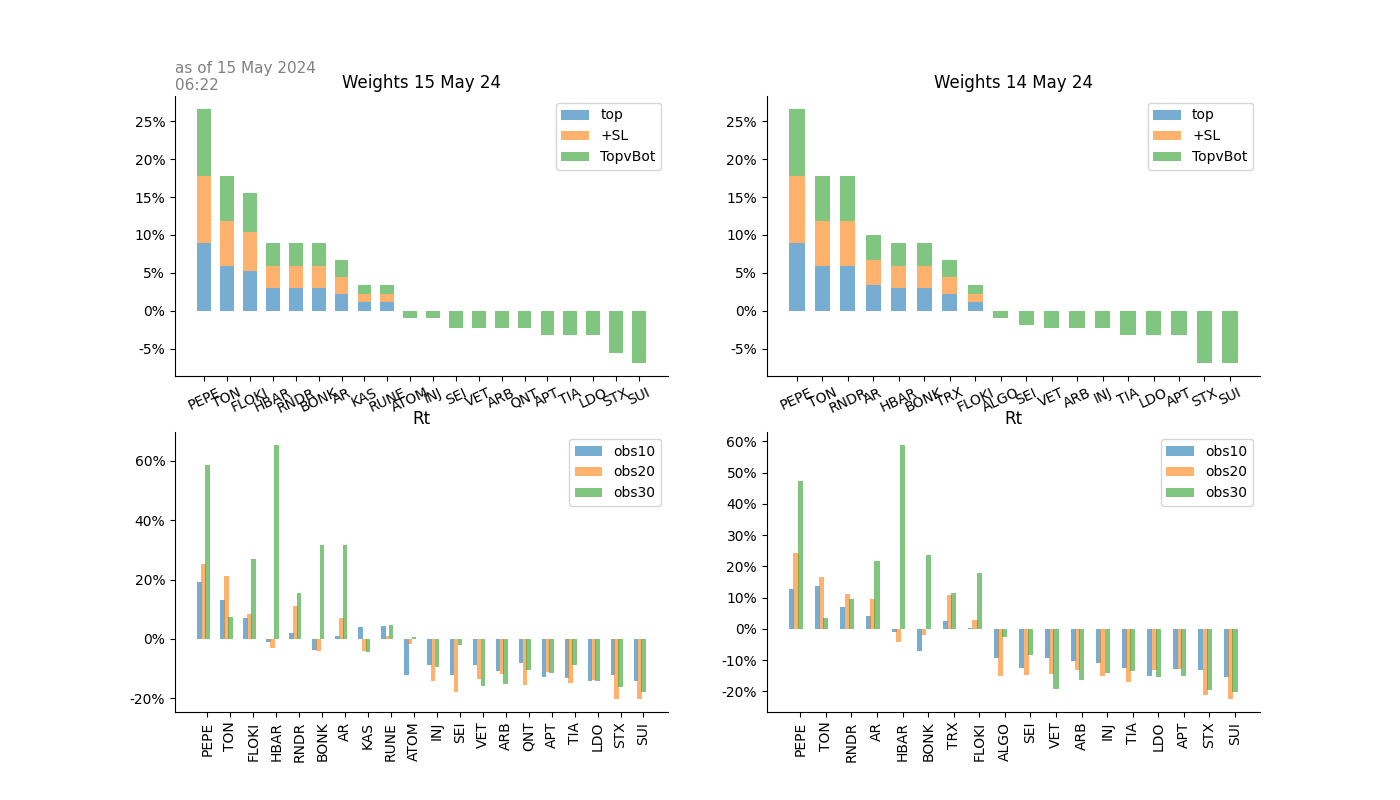 as of 15 May 2024
06:22
Weights 15 May 24
25%
20%
15%
10%
5%
0%
-5%
top
+SL
TopvBot
PEPE TON FLOKI HBAR RNDR BONK AR KAS RUNE ATOM INJ SEI VET ARB QNT APT TIA LDO STX SUI
Weights 14 May 24
25%
20%
15%
10%
5%
0%
-5%
top
+SL
TopvBot
PEPE TON RNDR AR HBAR BONK TRX FLOKI ALGO SEI VET ARB INJ TIA LDO APT STX SUI
Rt
60%
40%
20%
0%
-20%
obs10
obs20
obs30
PEPE TON FLOKI HBAR RNDR BONK AR KAS RUNE ATOM INJ SEI VET ARB QNT APT TIA LDO STX SUI
Rt
60%
50%
40%
30%
20%
10%
0%
-10%
-20%
obs10
obs20
obs30
PEPE TON RNDR AR HBAR BONK TRX FLOKI ALGO SEI VET ARB INJ TIA LDO APT STX SUI